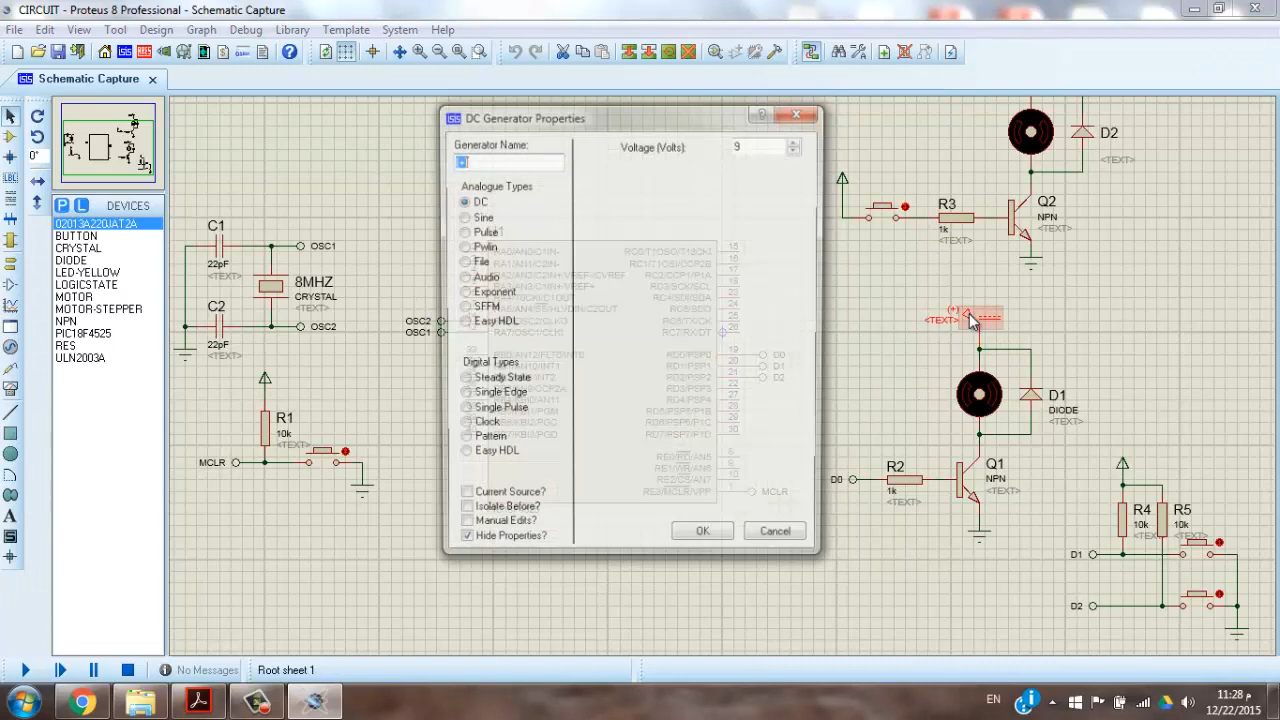 CIRCUIT - Proteus 8 Professional - Schematic Capture
File View Edit Tool Design Graph Debug Library Template System Help
Schematic Capture
0°
P L DEVICES
02013A220JAT2A
BUTTON
CRYSTAL
DIODE
LED-YELLOW
LOGICSTATE
MOTOR
MOTOR-STEPPER
NPN
PIC18F4525
RES
ULN2003A
C1
22pF
<TEXT>
OSC1
8MHZ
CRYSTAL
<TEXT>
C2
22pF
<TEXT>
OSC2
R1
10k
<TEXT>
MCLR
OSC2
OSC1
DC Generator Properties
Generator Name:
Voltage (Volts): 9
Analogue Types
DC
Sine
Pulse
Pwlin
File
Audio
Exponent
SFFM
Easy HDL
Digital Types
Steady State
Single Edge
Single Pulse
Clock
Pattern
Easy HDL
Current Source?
Isolate Before?
Manual Edits?
Hide Properties?
OK Cancel
D0
D1
D2
MCLR
D2
<TEXT>
R3
1k
<TEXT>
Q2
NPN
<TEXT>
(+)
<TEXT>
D1
DIODE
<TEXT>
D0
R2
1k
<TEXT>
Q1
NPN
<TEXT>
R4
10k
<TEXT>
R5
10k
<TEXT>
D1
D2
No Messages
Root sheet 1
EN
11:28 م
12/22/2015